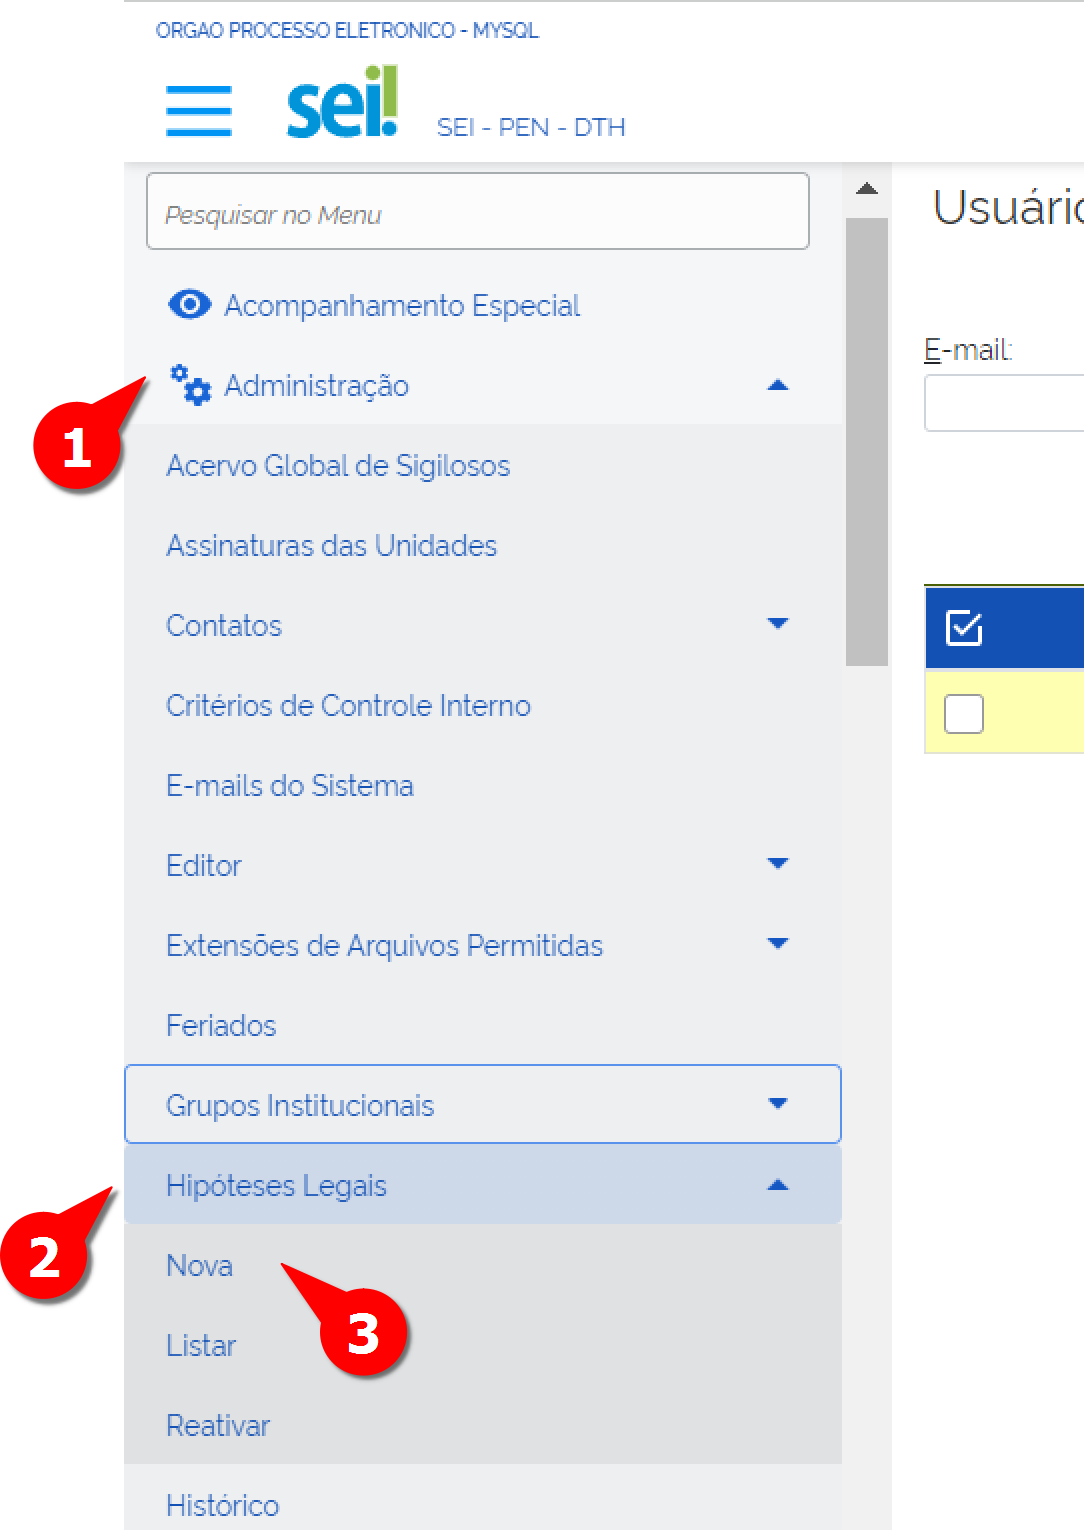 ORGAO PROCESSO ELETRONICO - MYSQL
sei!
SEI - PEN - DTH
Pesquisar no Menu
Acompanhamento Especial
Administração
1
Acervo Global de Sigilosos
Assinaturas das Unidades
Contatos
Critérios de Controle Interno
E-mails do Sistema
Editor
Extensões de Arquivos Permitidas
Feriados
Grupos Institucionais
Hipóteses Legais
2
Nova
3
Listar
Reativar
Histórico
Usuário
E-mail: